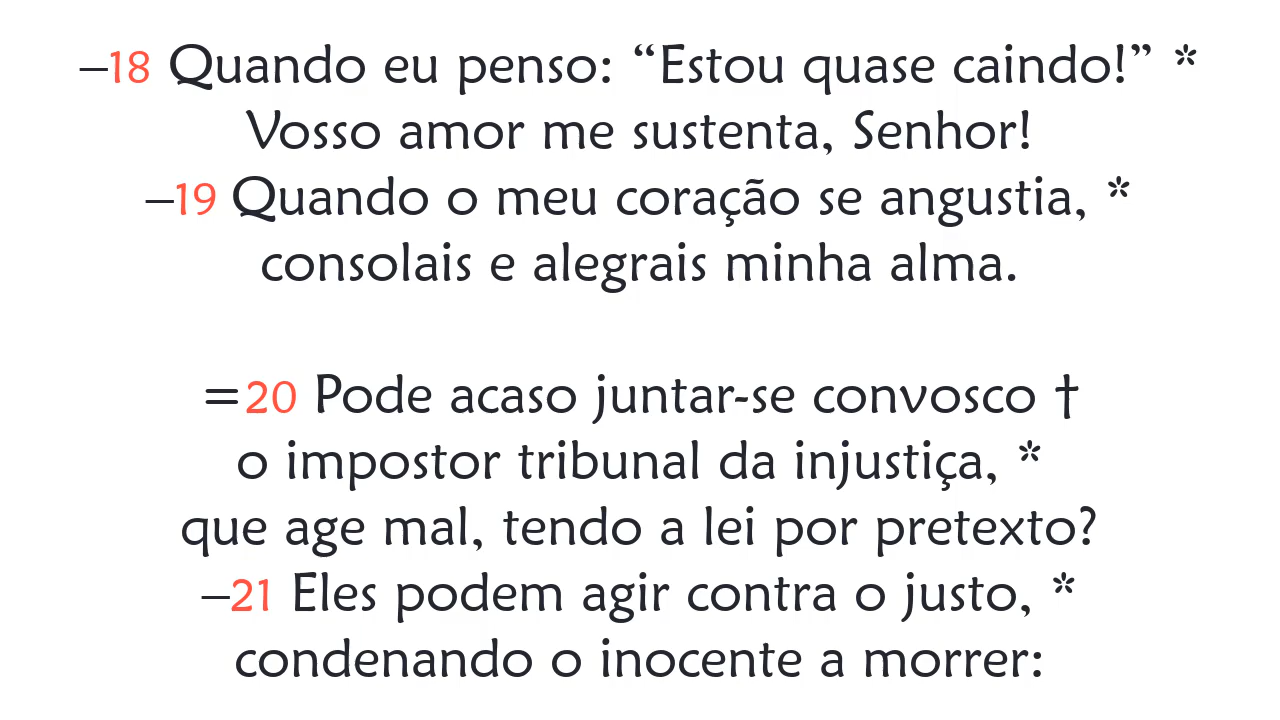 –18 Quando eu penso: “Estou quase caindo!” *
Vosso amor me sustenta, Senhor!
–19 Quando o meu coração se angustia, *
consolais e alegrais minha alma.
=20 Pode acaso juntar-se convosco †
o impostor tribunal da injustiça, *
que age mal, tendo a lei por pretexto?
–21 Eles podem agir contra o justo, *
condenando o inocente a morrer: